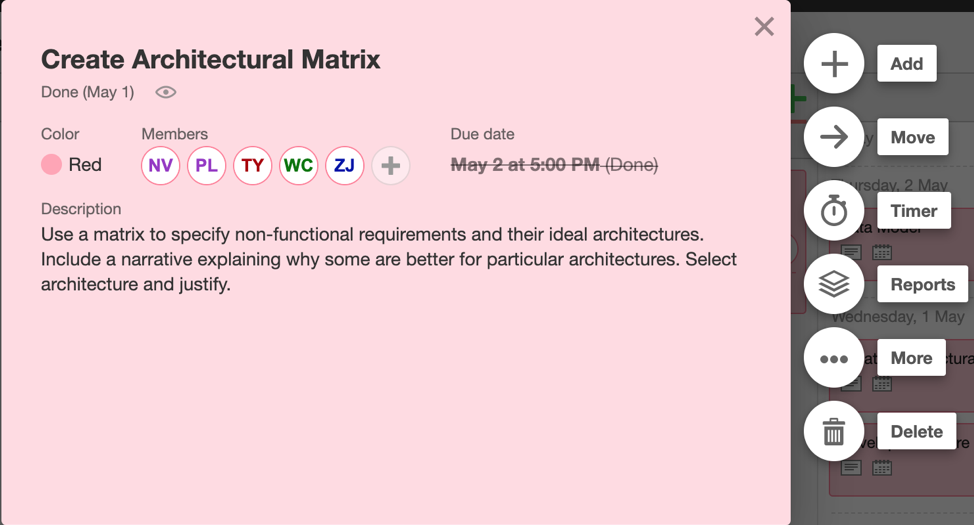 Create Architectural Matrix
Done (May 1)
Color
Members
Due date
Red
NV
PL
TY
WC
ZJ
May 2 at 5:00 PM (Done)
Description
Use a matrix to specify non-functional requirements and their ideal architectures.
Include a narrative explaining why some are better for particular architectures. Select
architecture and justify.
Add
Move
Timer
Reports
More
Delete
2 May
Model
Wednesday, 1 May